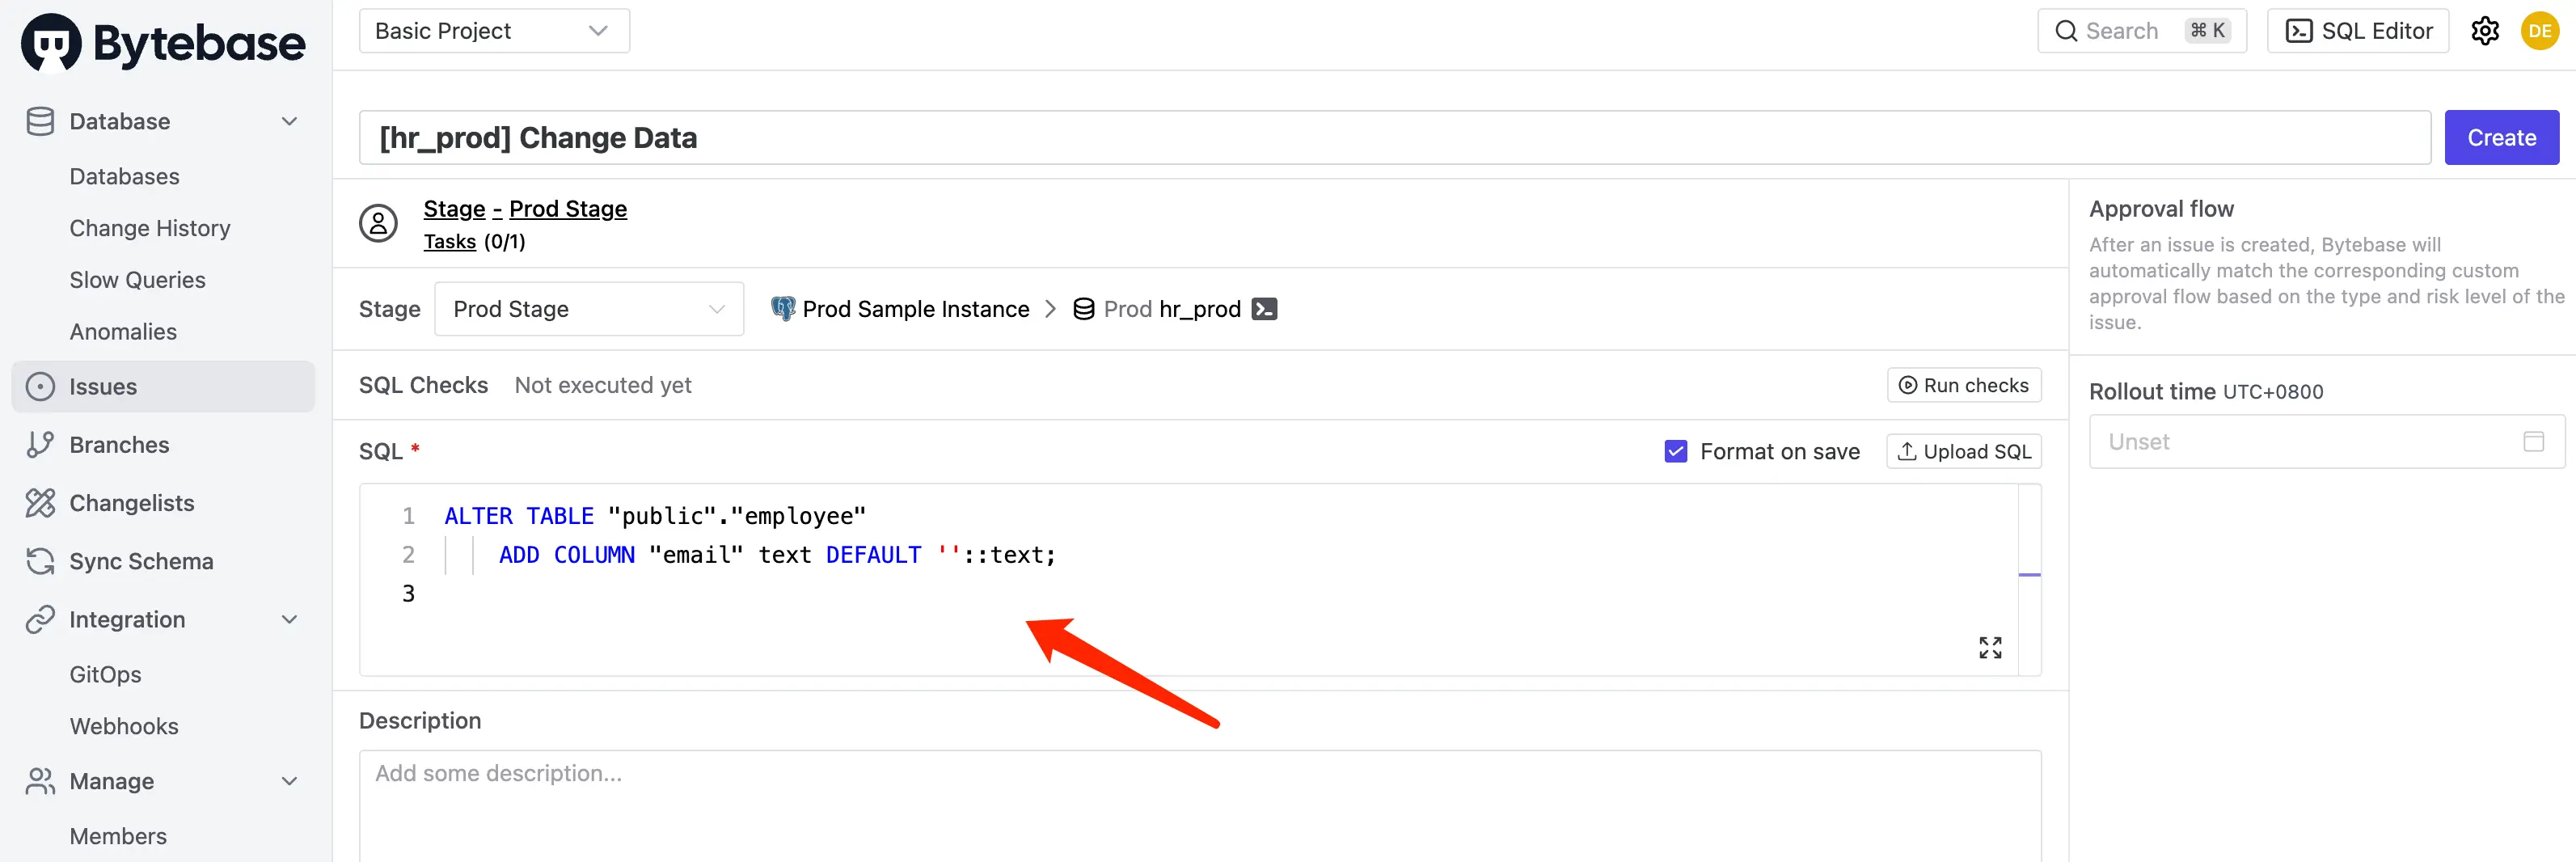 Bytebase
Basic Project
Search ⌘ K
SQL Editor
DE
Database
Databases
Change History
Slow Queries
Anomalies
Issues
Branches
Changelists
Sync Schema
Integration
GitOps
Webhooks
Manage
Members
[hr_prod] Change Data
Create
Stage - Prod Stage
Tasks (0/1)
Stage Prod Stage Prod Sample Instance > Prod hr_prod
SQL Checks Not executed yet Run checks
SQL * Format on save Upload SQL
1 ALTER TABLE "public"."employee"
2 ADD COLUMN "email" text DEFAULT ''::text;
3
Description
Add some description...
Approval flow
After an issue is created, Bytebase will
automatically match the corresponding custom
approval flow based on the type and risk level of the
issue.
Rollout time UTC+0800
Unset